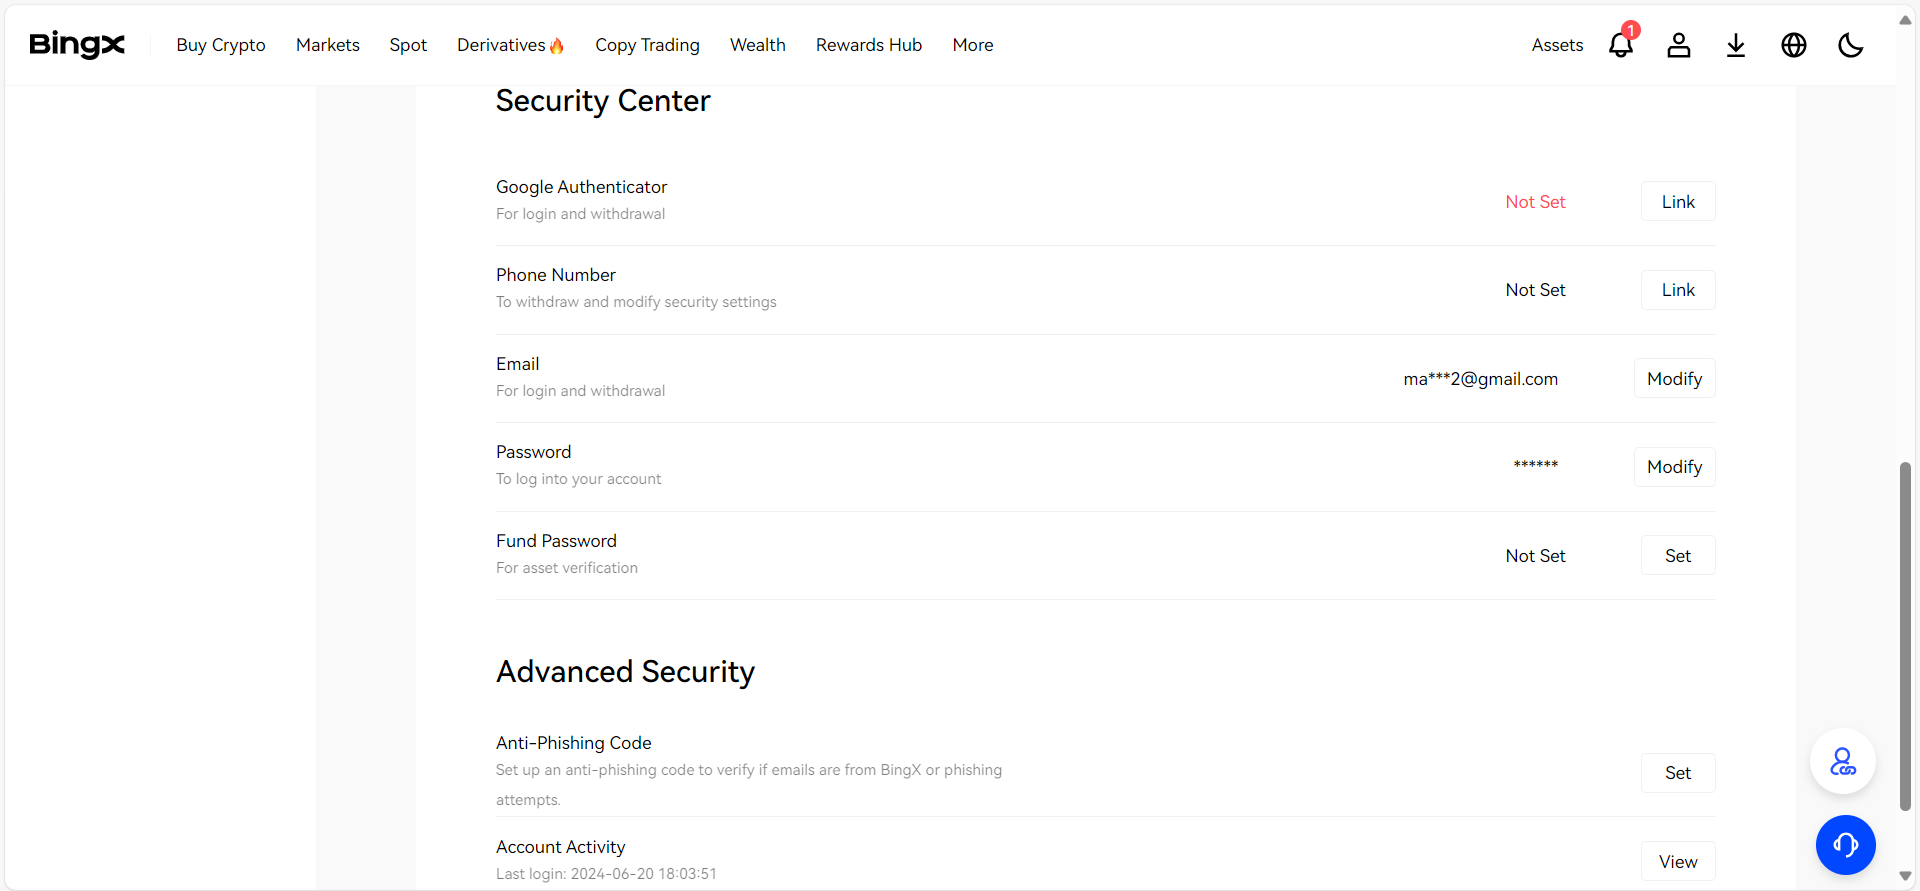 BingX Buy Crypto Markets Spot Derivatives🔥 Copy Trading Wealth Rewards Hub More Assets 1
Security Center
Google Authenticator
For login and withdrawal
Not Set Link
Phone Number
To withdraw and modify security settings
Not Set Link
Email
For login and withdrawal
ma***2@gmail.com Modify
Password
To log into your account
****** Modify
Fund Password
For asset verification
Not Set Set
Advanced Security
Anti-Phishing Code
Set up an anti-phishing code to verify if emails are from BingX or phishing
attempts.
Set
Account Activity
Last login: 2024-06-20 18:03:51
View